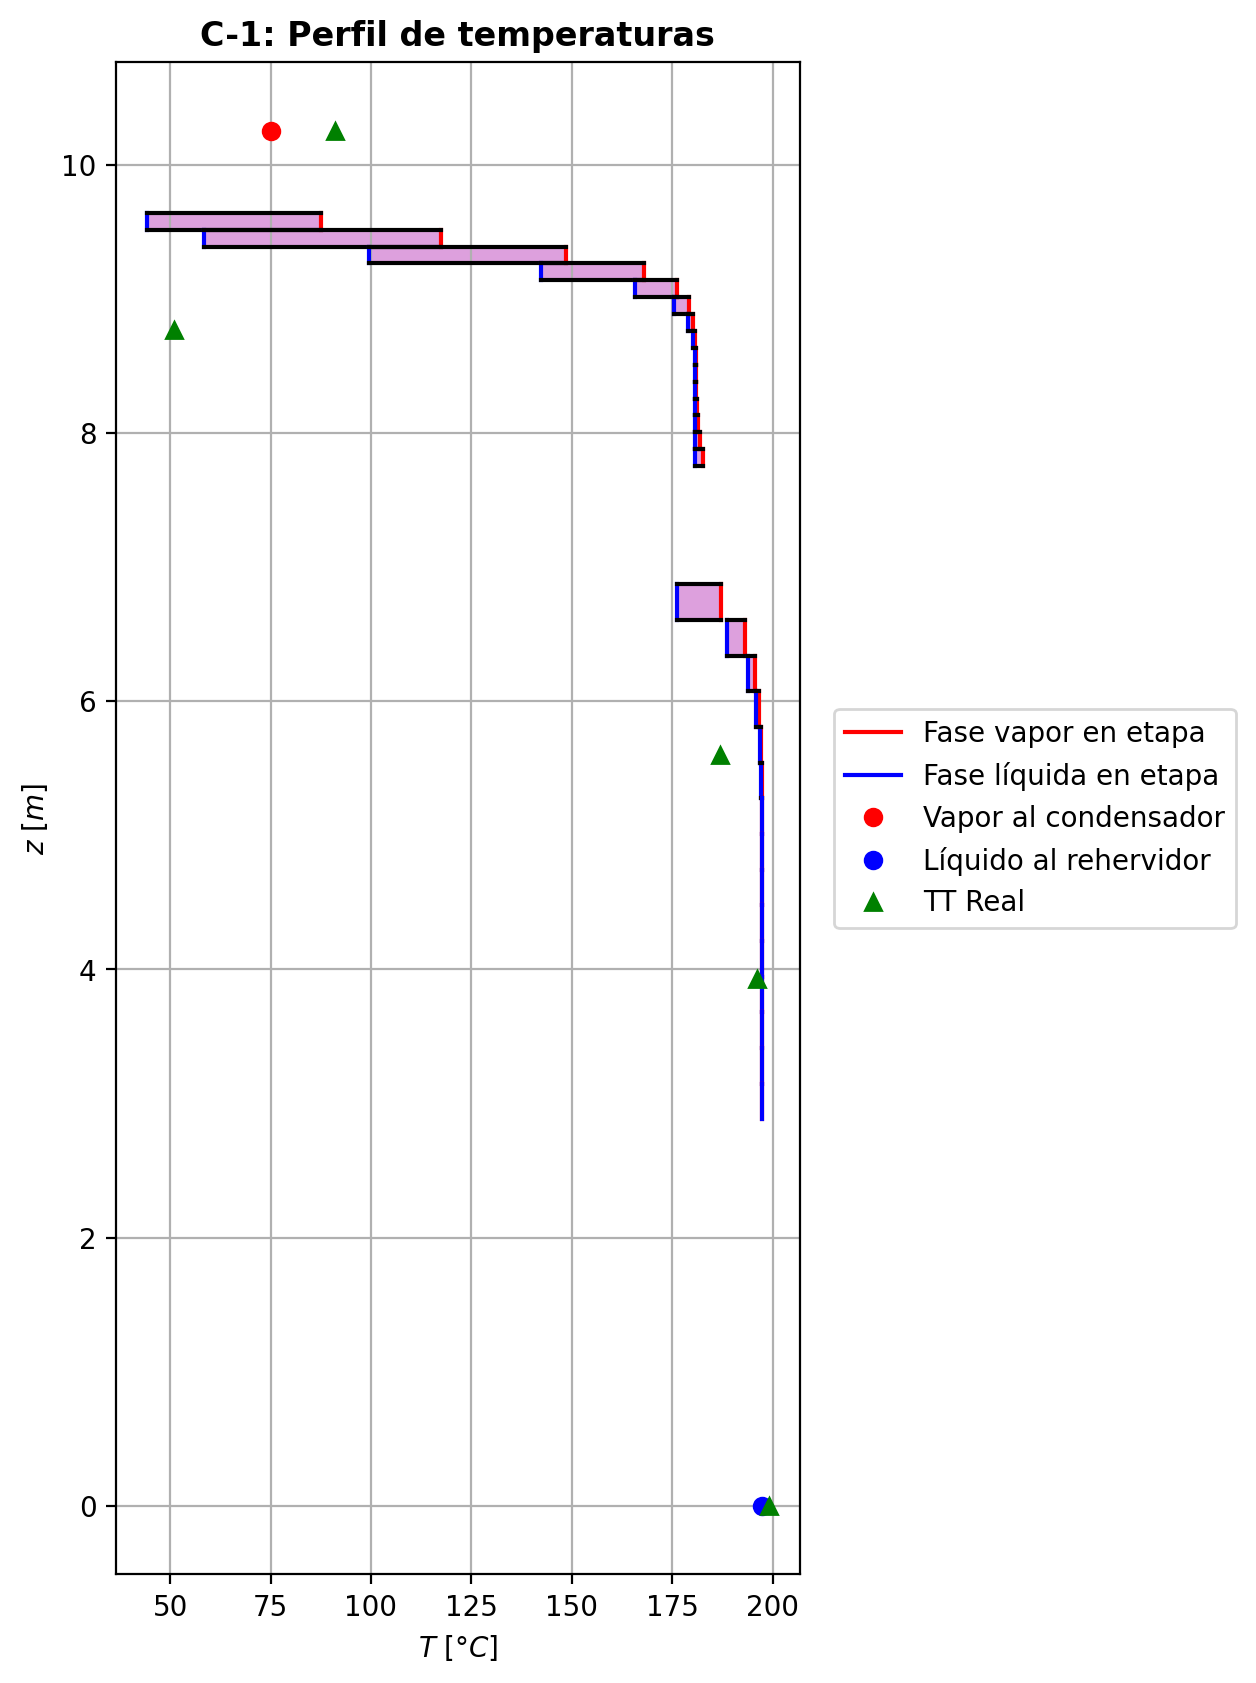 C-1: Perfil de temperaturas
10
8
6
4
2
0
z [m]
50 75 100 125 150 175 200
T [°C]
Fase vapor en etapa
Fase líquida en etapa
Vapor al condensador
Líquido al rehervidor
TT Real